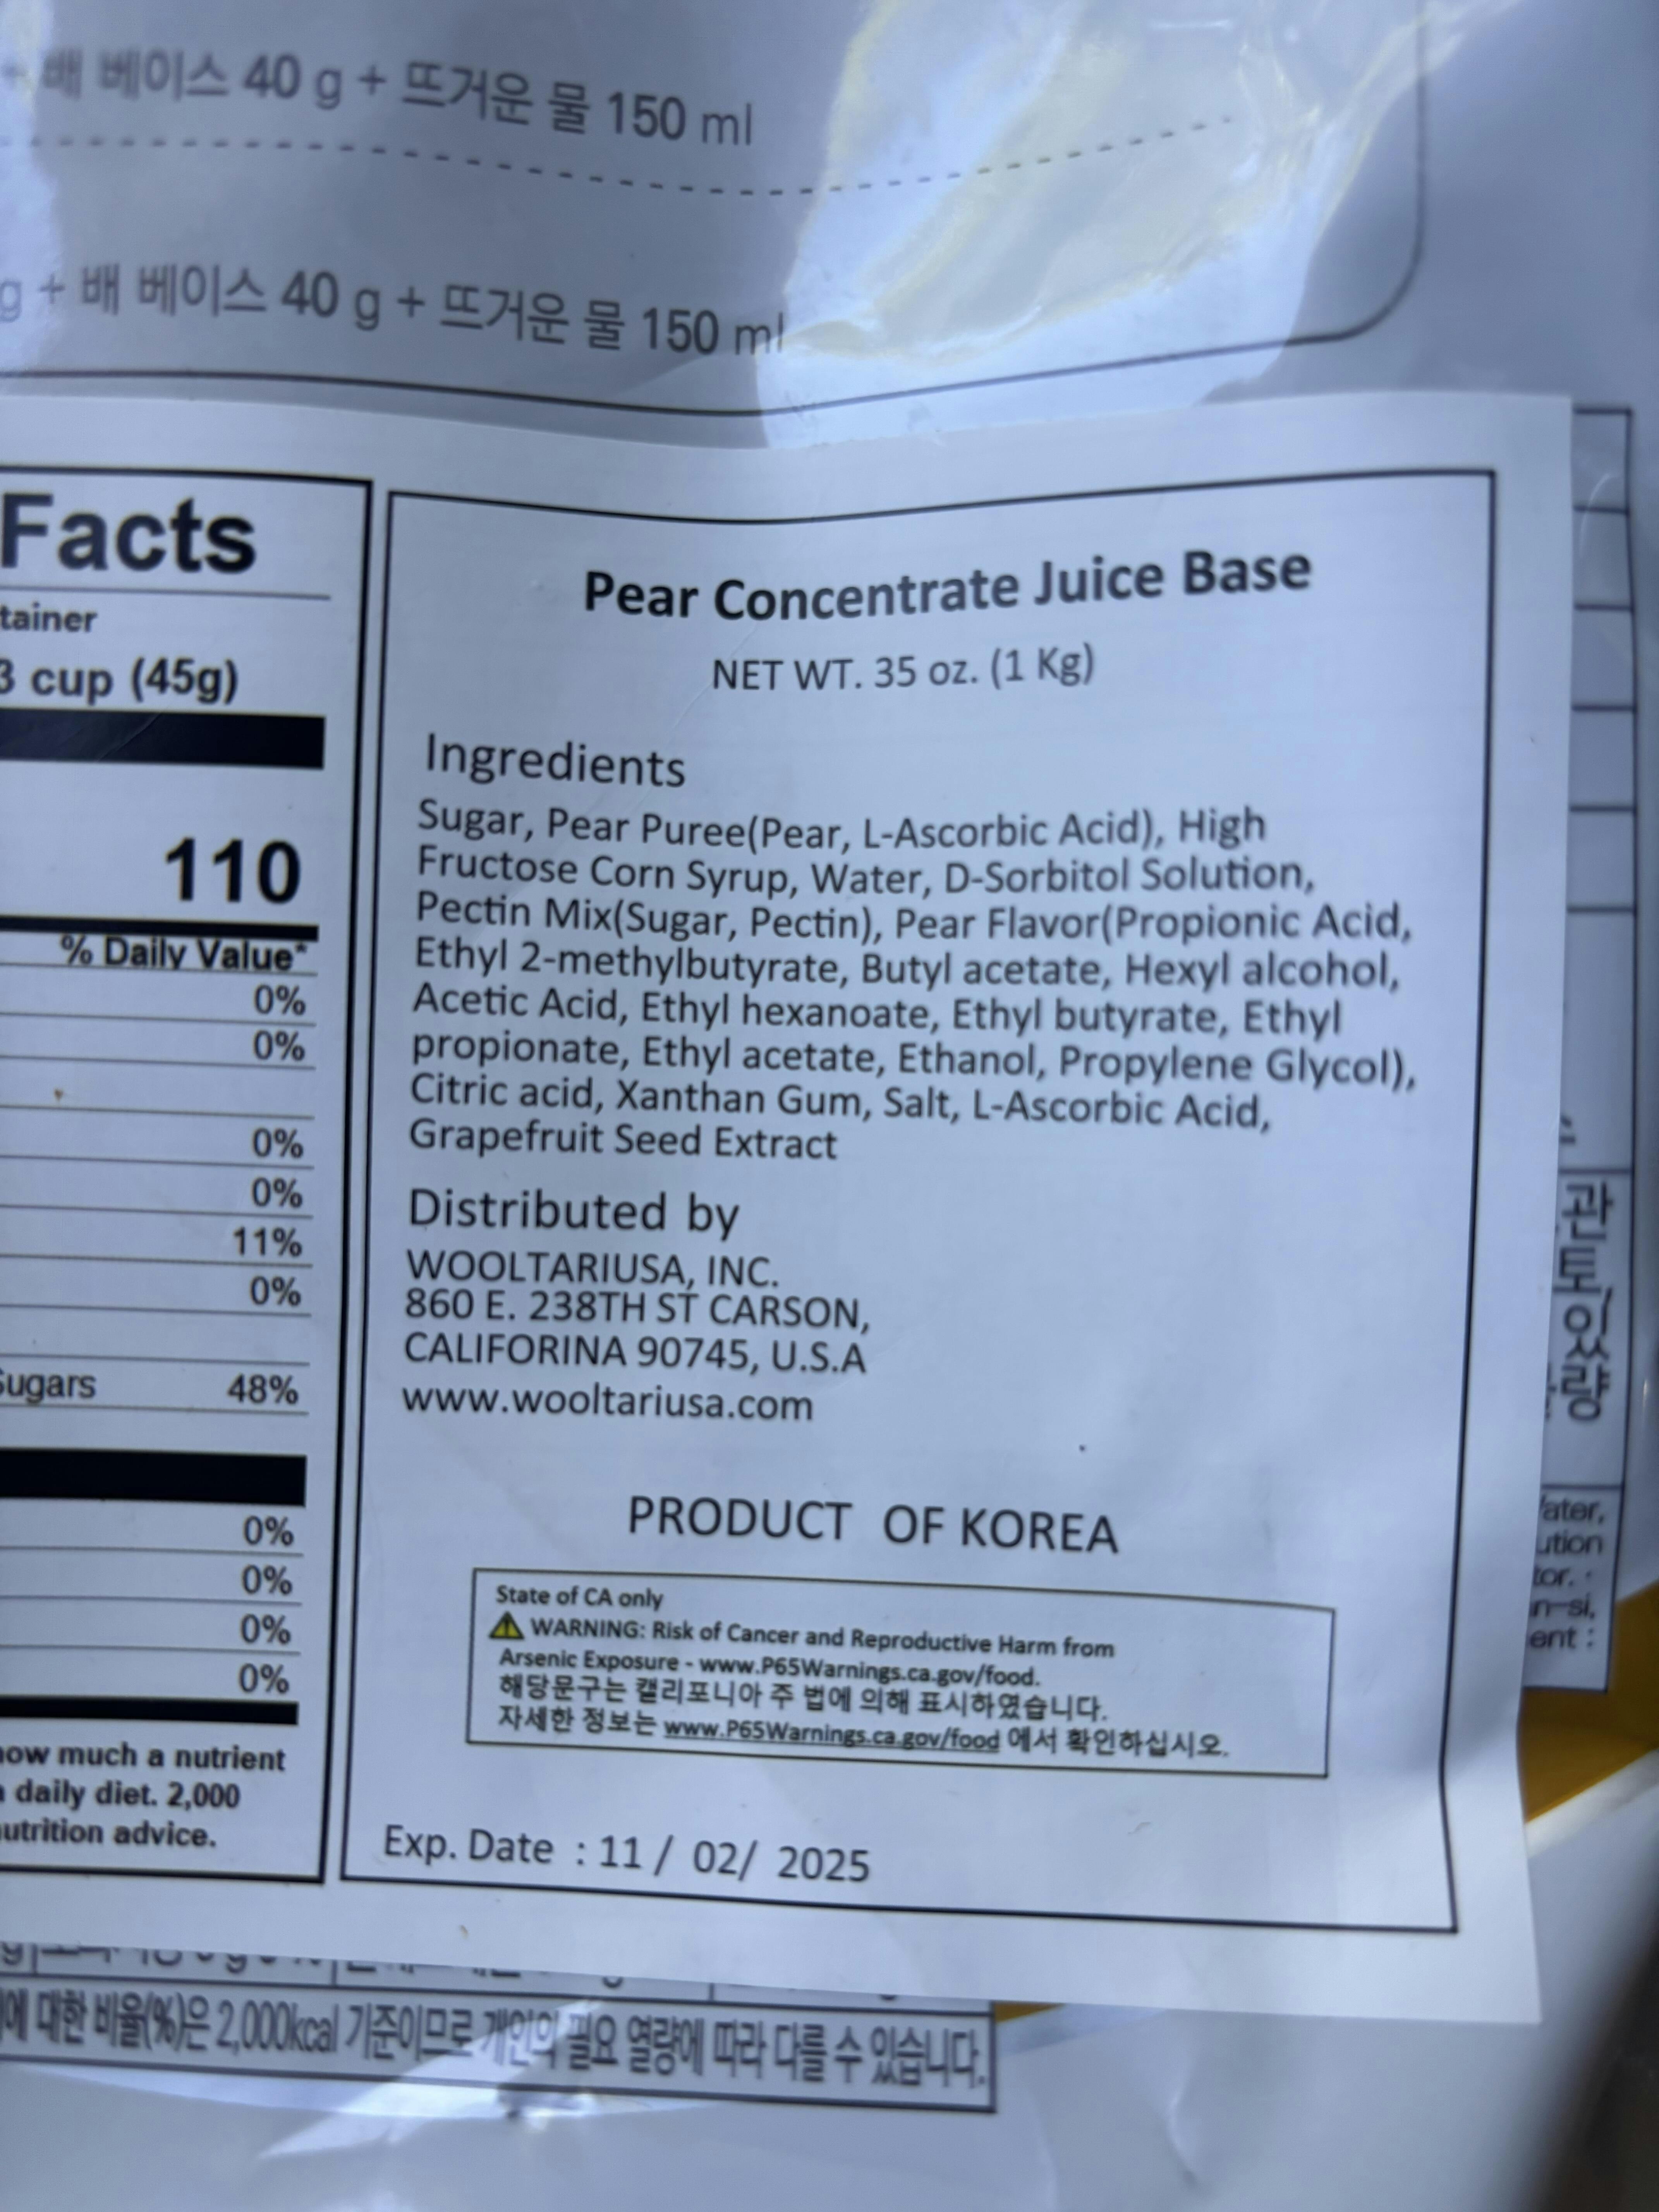 + 배 베이스 40 g + 뜨거운 물 150 ml
g + 배 베이스 40 g + 뜨거운 물 150 ml
Facts
tainer
3 cup (45g)
110
% Daily Value*
0%
0%
0%
0%
11%
0%
Sugars 48%
0%
0%
0%
0%
how much a nutrient
a daily diet. 2,000
nutrition advice.
Pear Concentrate Juice Base
NET WT. 35 oz. (1 Kg)
Ingredients
Sugar, Pear Puree(Pear, L-Ascorbic Acid), High
Fructose Corn Syrup, Water, D-Sorbitol Solution,
Pectin Mix(Sugar, Pectin), Pear Flavor(Propionic Acid,
Ethyl 2-methylbutyrate, Butyl acetate, Hexyl alcohol,
Acetic Acid, Ethyl hexanoate, Ethyl butyrate, Ethyl
propionate, Ethyl acetate, Ethanol, Propylene Glycol),
Citric acid, Xanthan Gum, Salt, L-Ascorbic Acid,
Grapefruit Seed Extract
Distributed by
WOOLTARIUSA, INC.
860 E. 238TH ST CARSON,
CALIFORINA 90745, U.S.A
www.wooltariusa.com
PRODUCT OF KOREA
State of CA only
WARNING: Risk of Cancer and Reproductive Harm from
Arsenic Exposure - www.P65Warnings.ca.gov/food.
해당문구는 캘리포니아 주 법에 의해 표시하였습니다.
자세한 정보는 www.P65Warnings.ca.gov/food 에서 확인하십시오.
Exp. Date : 11 / 02/ 2025
관
토
있
량
ater,
ution
tor. ·
n-si,
ent :
에 대한 비율(%)은 2,000kcal 기준이므로 개인의 필요 열량에 따라 다를 수 있습니다.